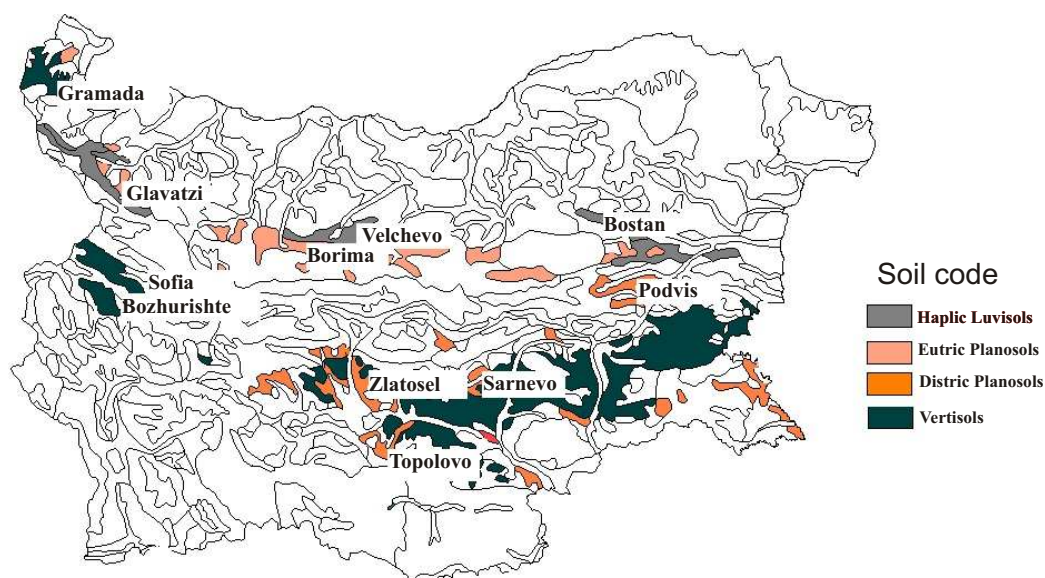 Gramada
Glavatzi
Bostan
Velchevo
Borima
Sofia
Bozhurishte
Podvis
Zlatosel
Sarnevo
Topolovo
Soil code
Haplic Luvisols
Eutric Planosols
Distric Planosols
Vertisols